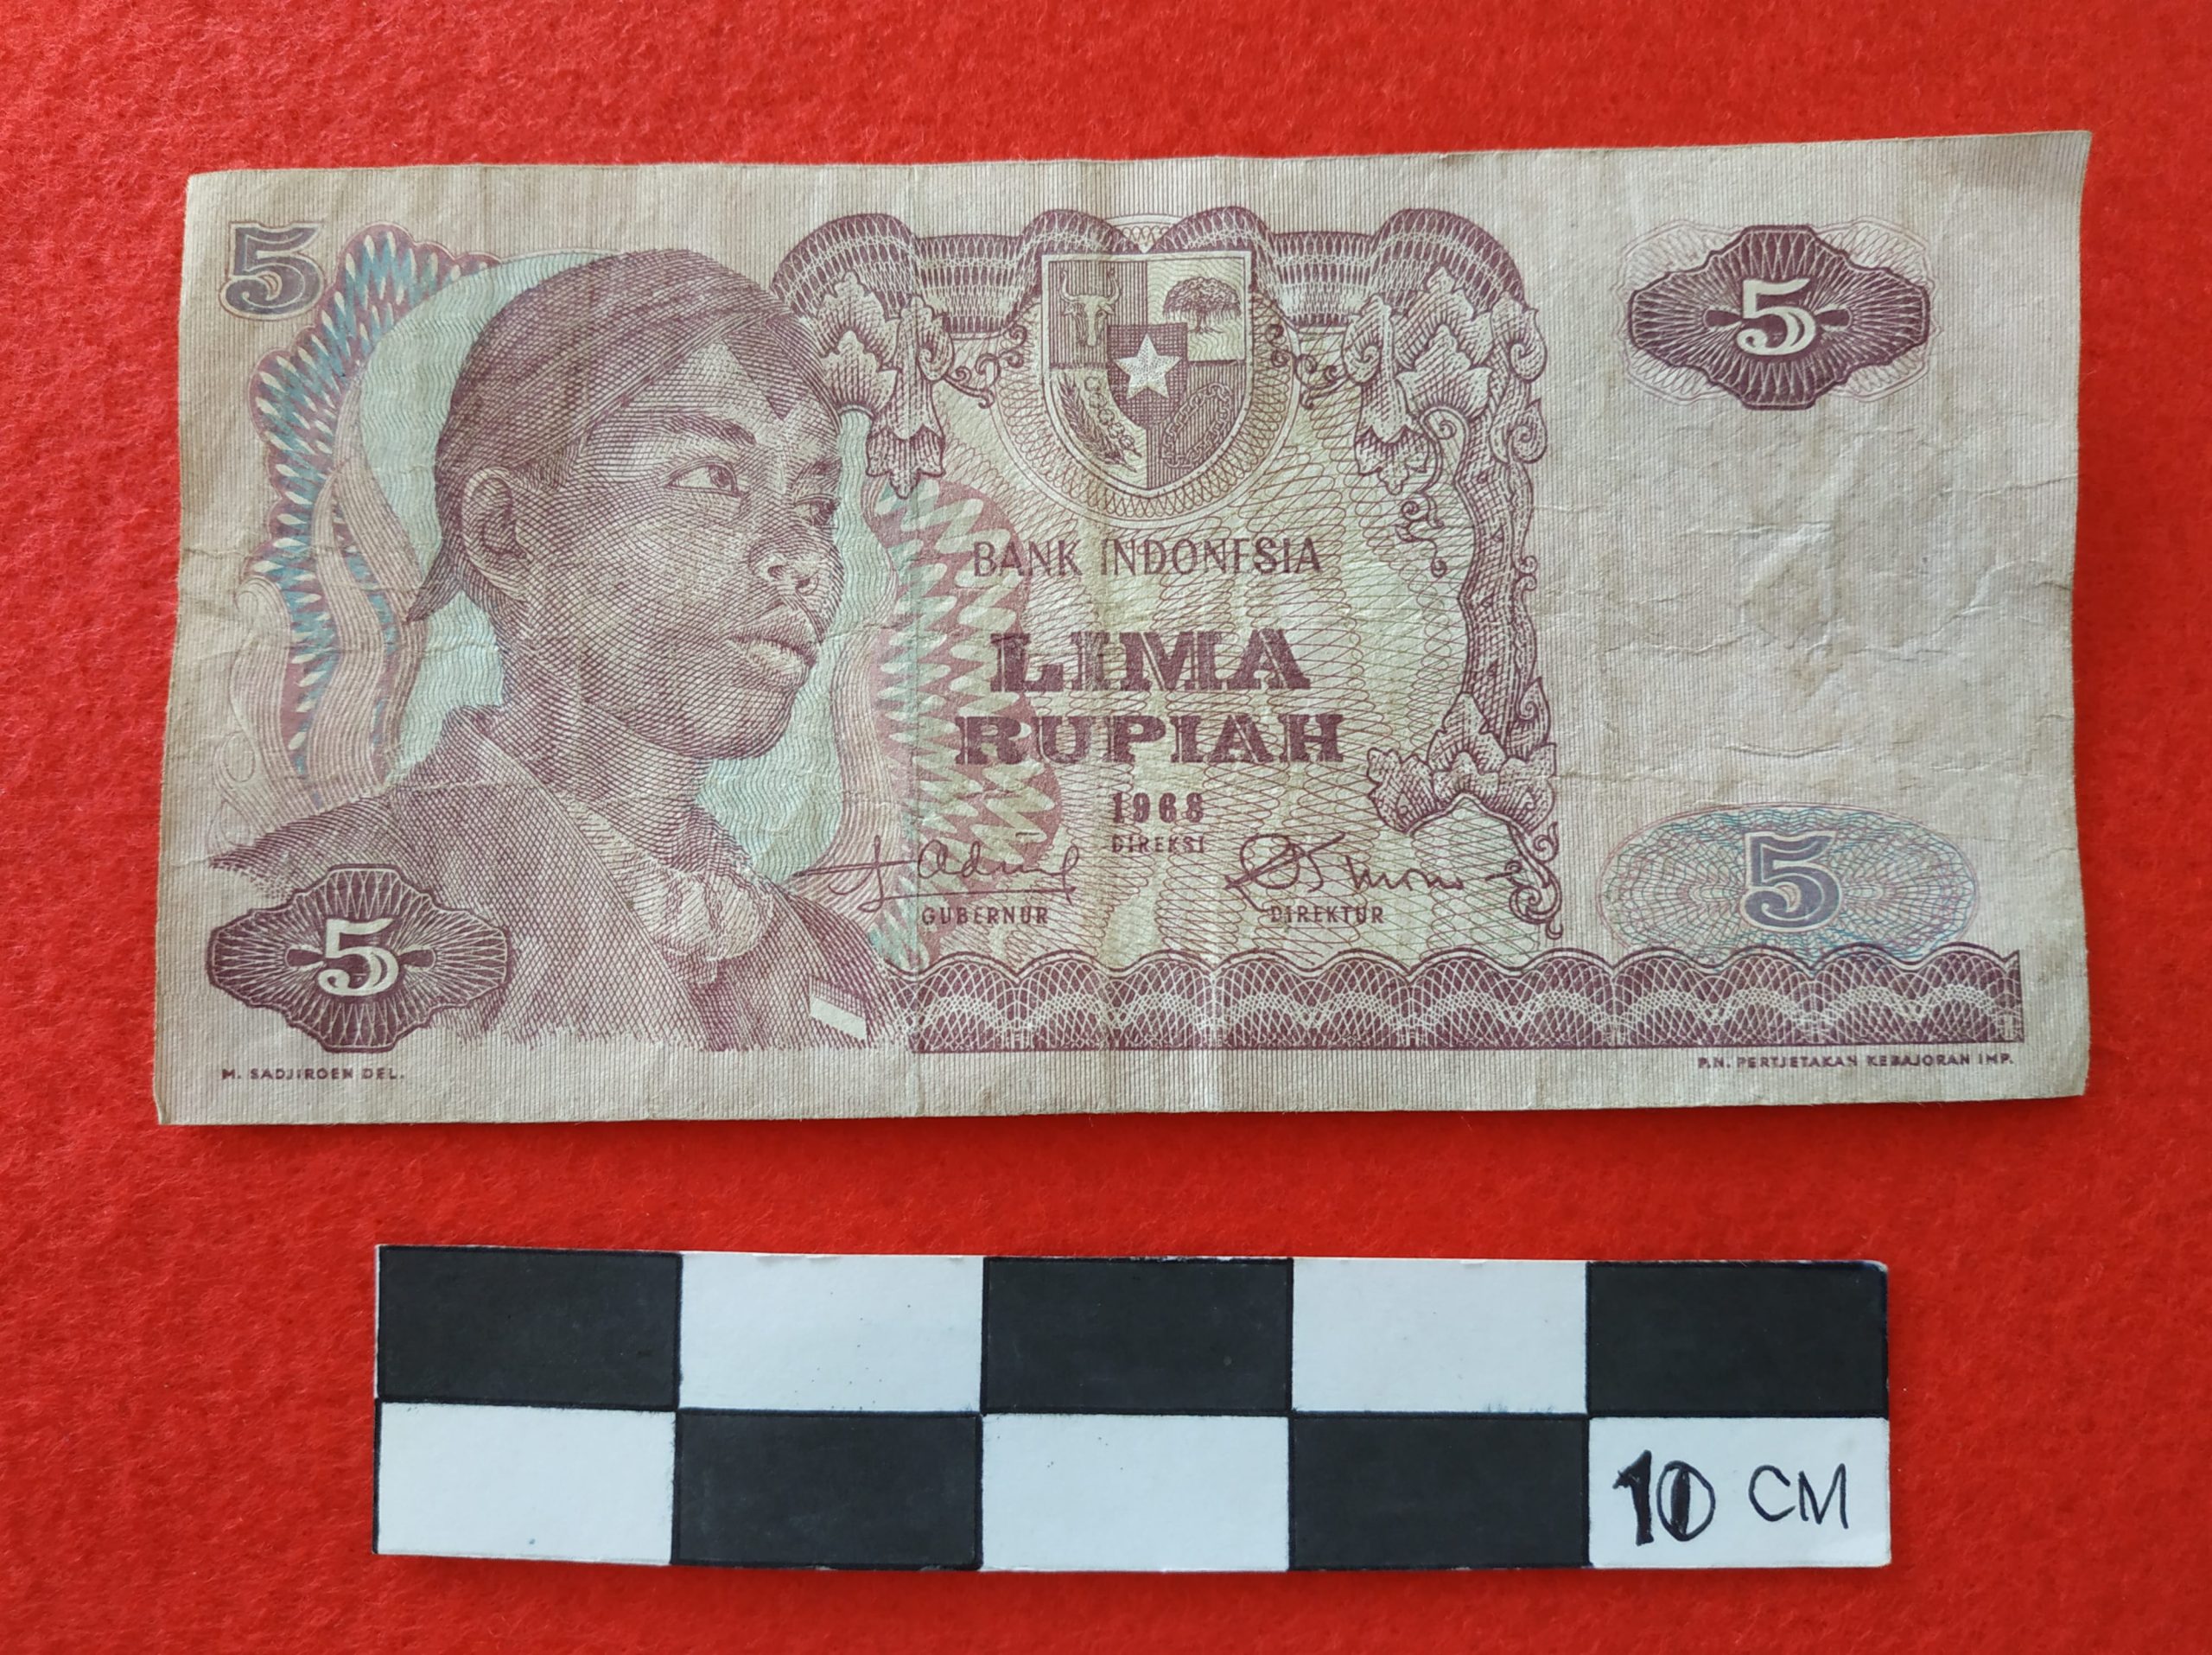 5
5
BANK INDONESIA
LIMA
RUPIAH
1968
DIREKSI
GUBERNUR
DIREKTUR
5
5
M. SADJIROEN DEL.
P.N. PERTJETAKAN KEBAJORAN IMP.
10 CM